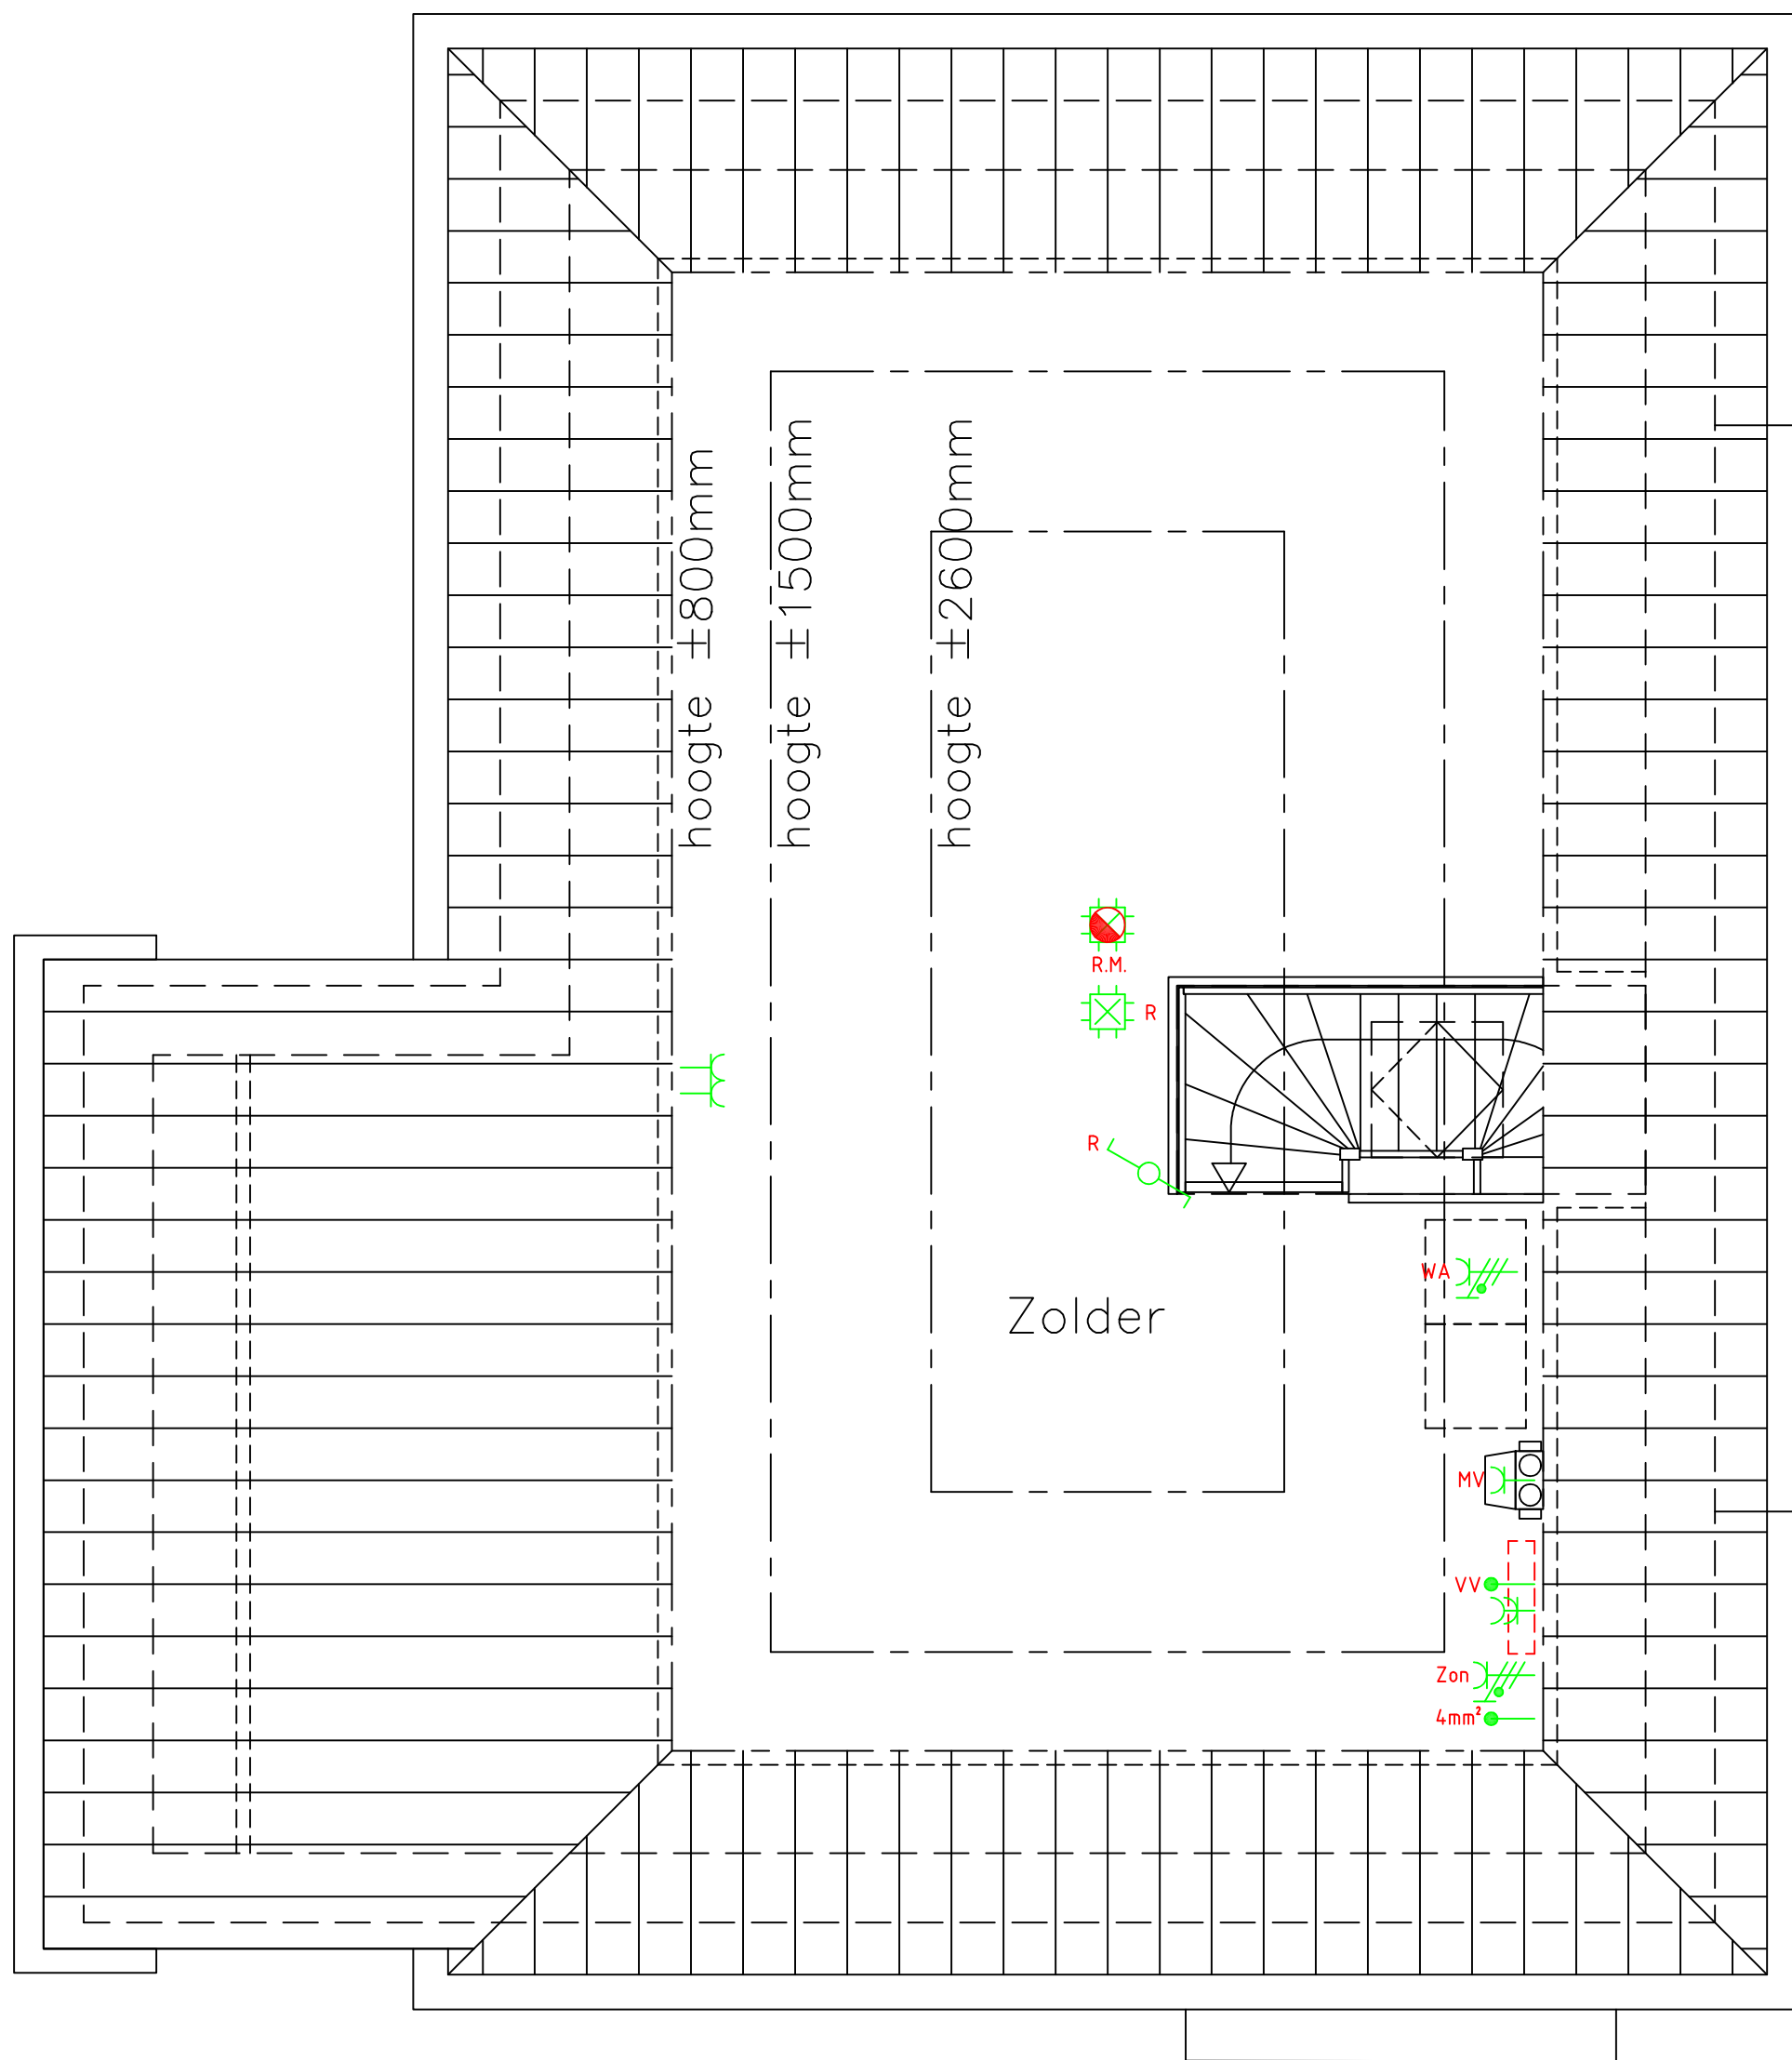 hoogte ±800mm
hoogte ±1500mm
hoogte ±2600mm
R.M.
R
R
WA
Zolder
MV
VV
Zon
4mm²